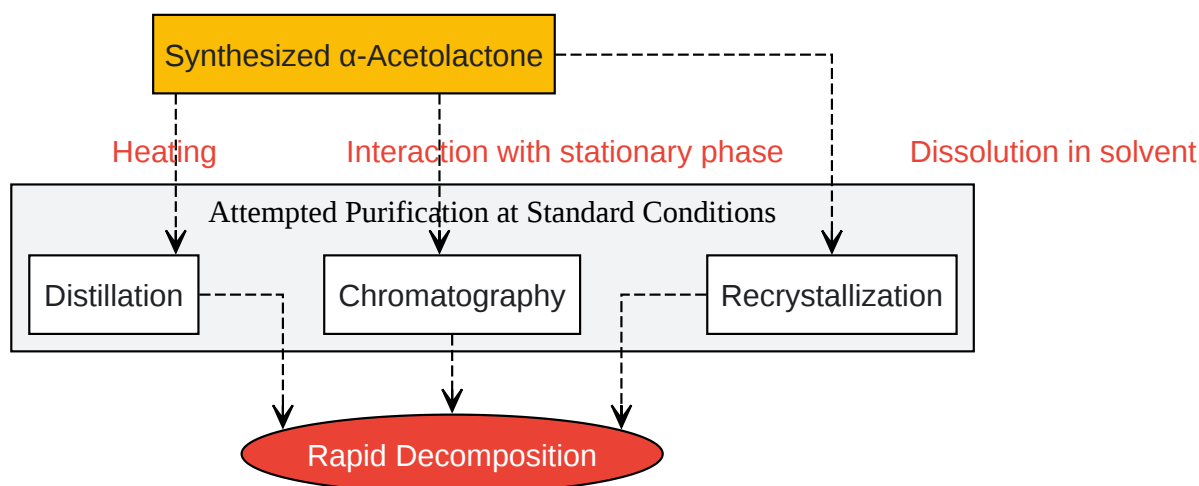 Synthesized α-Acetolactone
Heating
Interaction with stationary phase
Dissolution in solvent
Attempted Purification at Standard Conditions
Distillation
Chromatography
Recrystallization
Rapid Decomposition